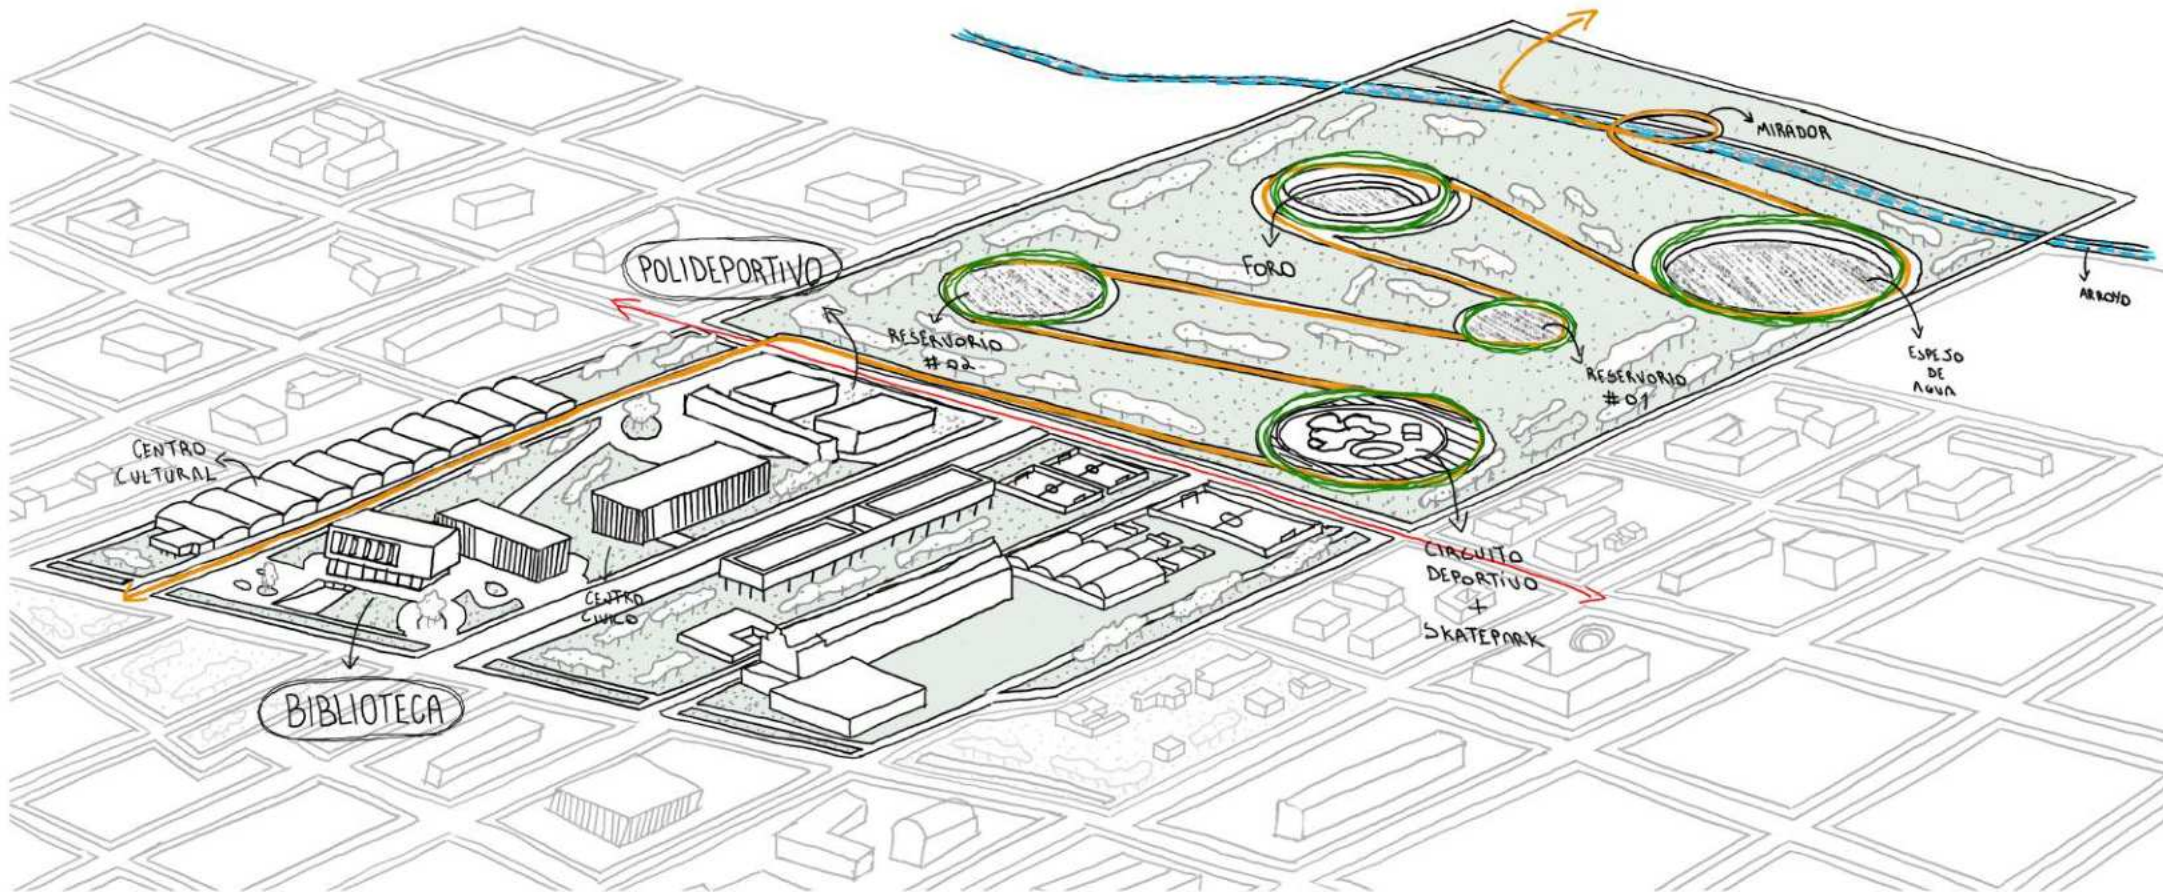 MIRADOR
POLIDEPORTIVO
FORO
ARROYO
RESERVORIO
#02
ESPEJO
DE
AGUA
RESERVORIO
#01
CENTRO
CULTURAL
CIRCUITO
DEPORTIVO
+
SKATEPARK
CENTRO
CIVICO
BIBLIOTECA